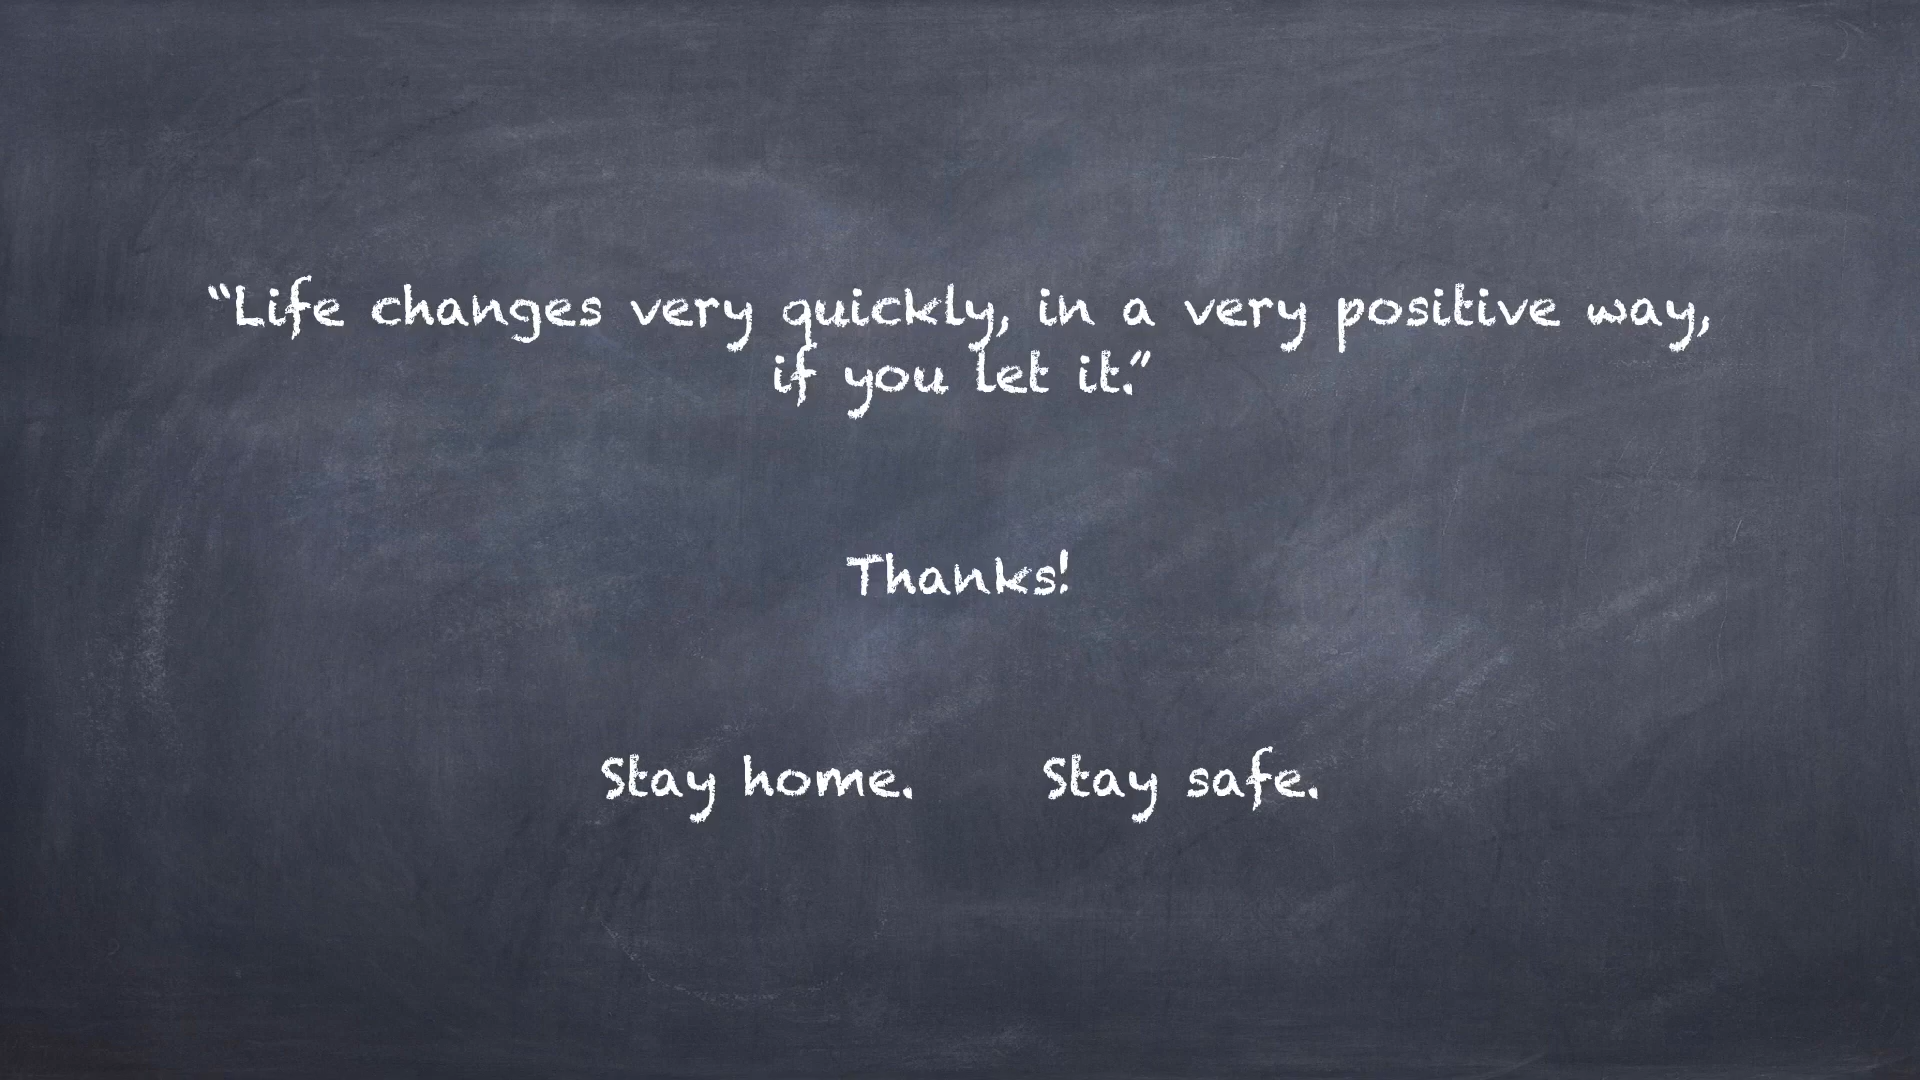 “Life changes very quickly, in a very positive way,
if you let it.”
Thanks!
Stay home. Stay safe.